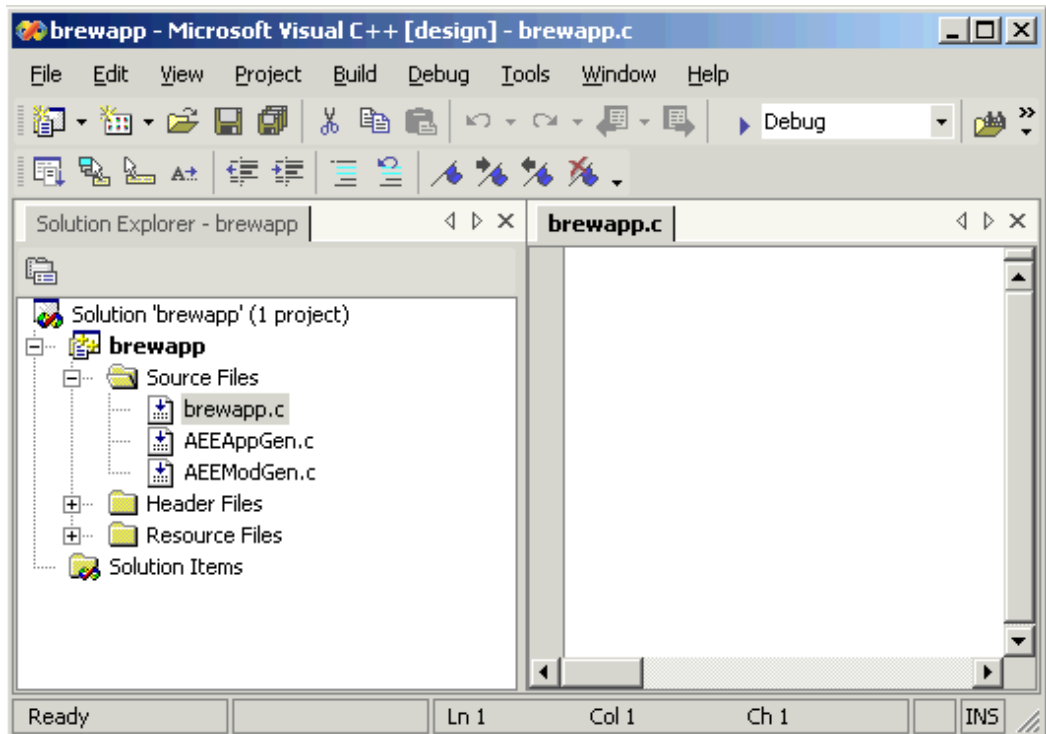 brewapp - Microsoft Visual C++ [design] - brewapp.c
File Edit View Project Build Debug Tools Window Help
Debug
Solution Explorer - brewapp
brewapp.c
Solution 'brewapp' (1 project)
brewapp
Source Files
brewapp.c
AEEAppGen.c
AEEModGen.c
Header Files
Resource Files
Solution Items
Ready Ln 1 Col 1 Ch 1 INS